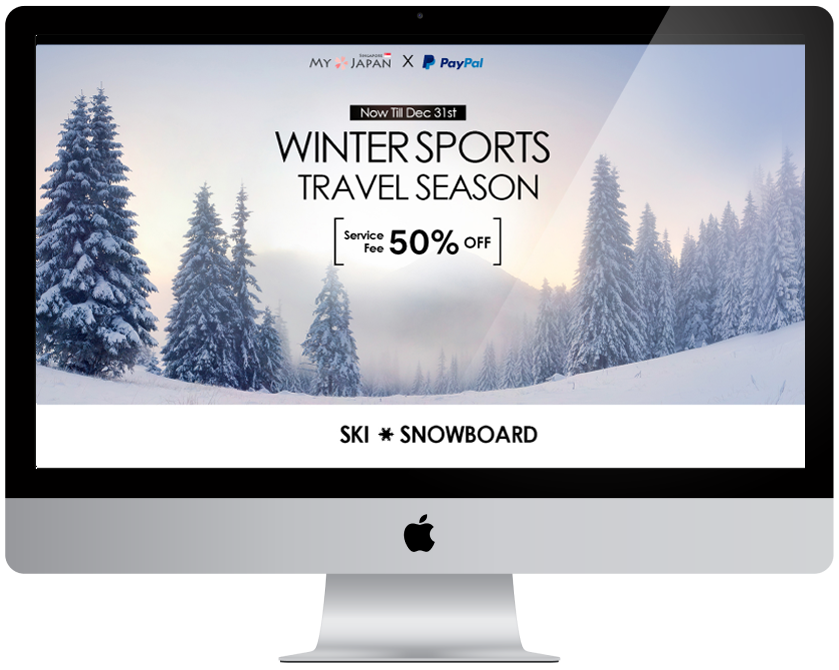 SINGAPORE
MY JAPAN X PayPal
Now Till Dec 31st
WINTER SPORTS
TRAVEL SEASON
Service
Fee 50% OFF
SKI * SNOWBOARD